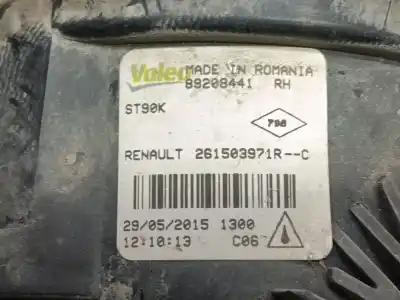 Valeo MADE IN ROMANIA
89208441 RH
ST90K
798
RENAULT 261503971R--C
29/05/2015 1300
12:10:13 C06